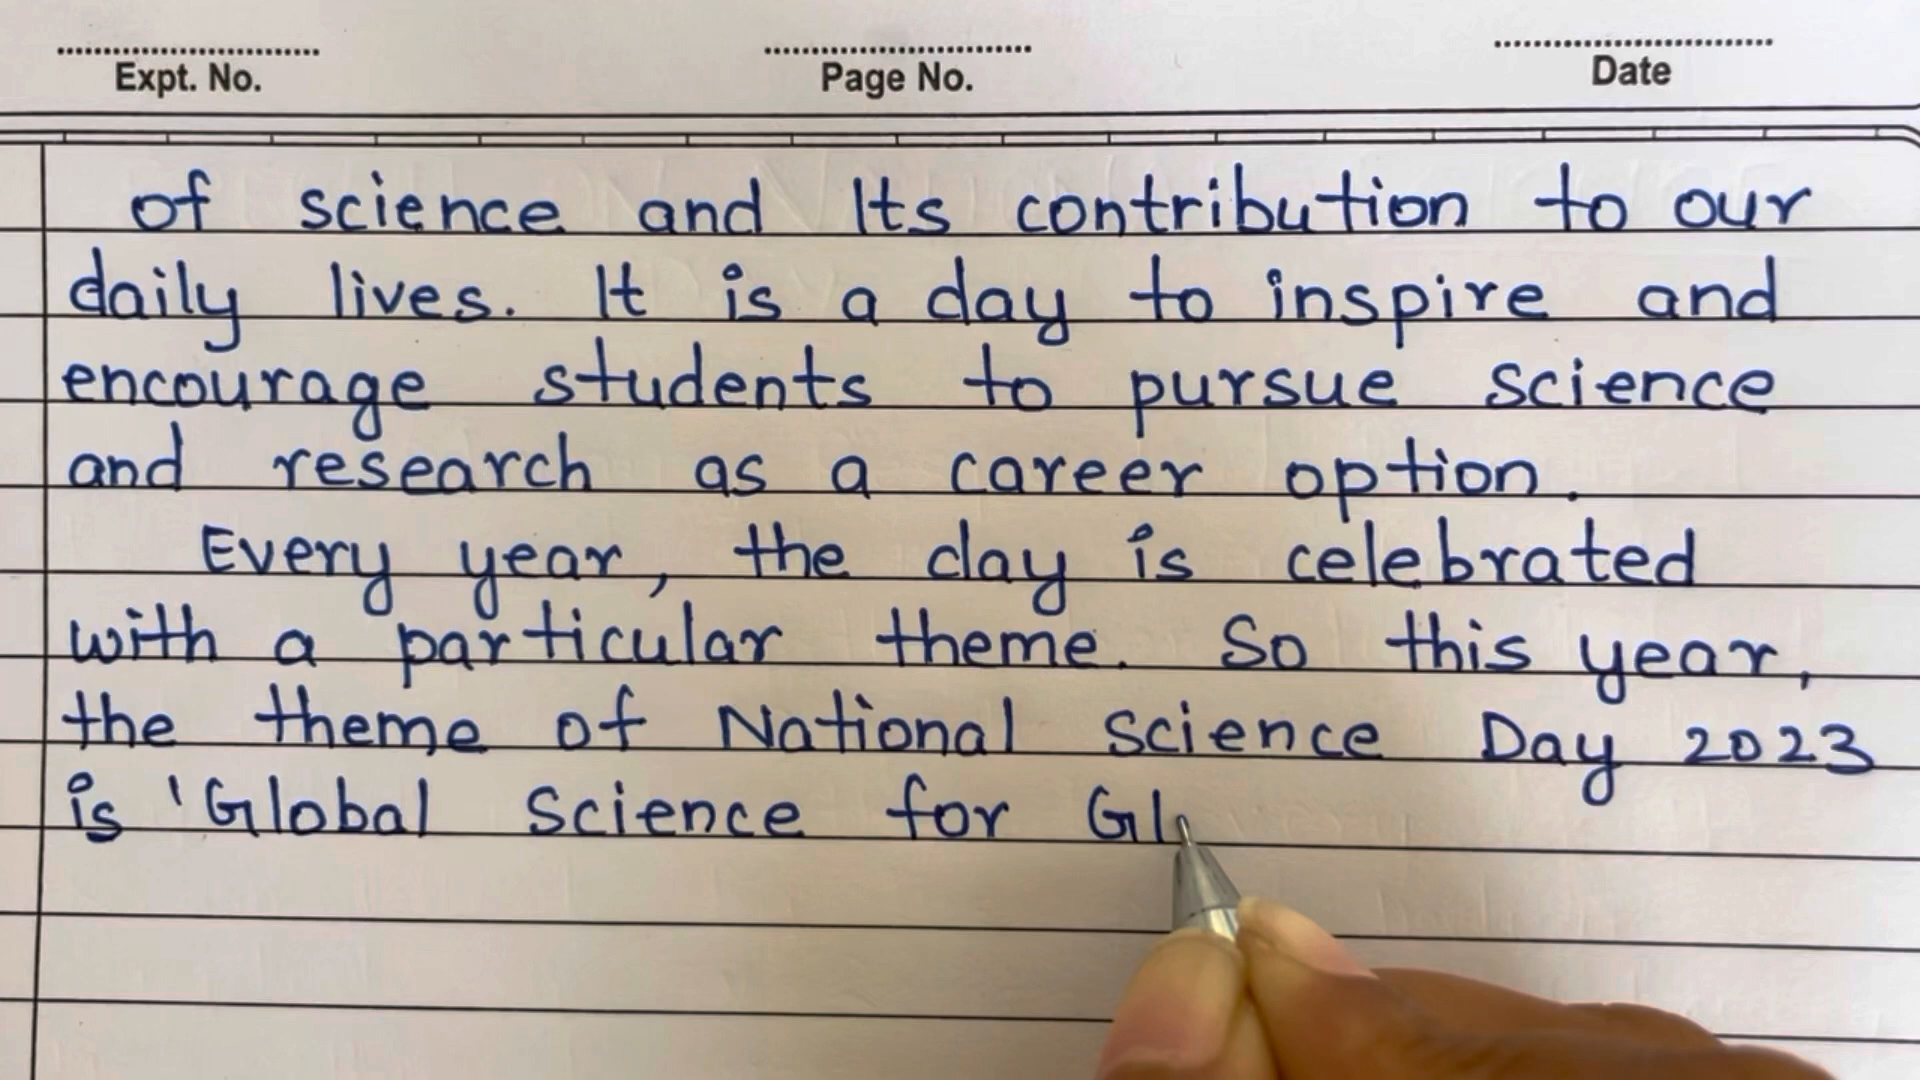 Expt. No. Page No. Date
of science and Its contribution to our
daily lives. It is a day to inspire and
encourage students to pursue science
and research as a career option.
Every year, the day is celebrated
with a particular theme. So this year,
the theme of National Science Day 2023
is 'Global Science for Gl